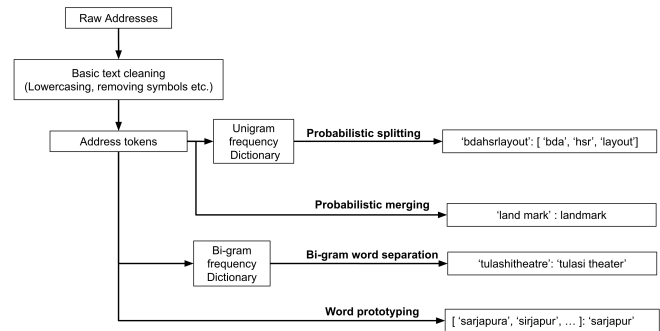 Raw Addresses
Basic text cleaning
(Lowercasing, removing symbols etc.)
Address tokens
Unigram
frequency
Dictionary
Probabilistic splitting
‘bdahsrlayout’: [ ‘bda’, ‘hsr’, ‘layout’]
Probabilistic merging
‘land mark’ : landmark
Bi-gram
frequency
Dictionary
Bi-gram word separation
‘tulashitheatre’: ‘tulasi theater’
Word prototyping
[ ‘sarjapura’, ‘sirjapur’, … ]: ‘sarjapur’